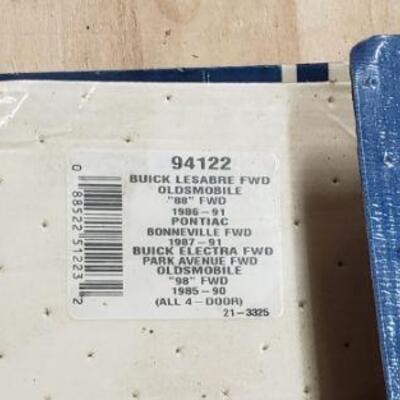 94122
BUICK LESABRE FWD
OLDSMOBILE
"88" FWD
1986-91
PONTIAC
BONNEVILLE FWD
1987-91
BUICK ELECTRA FWD
PARK AVENUE FWD
OLDSMOBILE
"98" FWD
1985-90
(ALL 4-DOOR)
21-3325
0 88522 51223 2